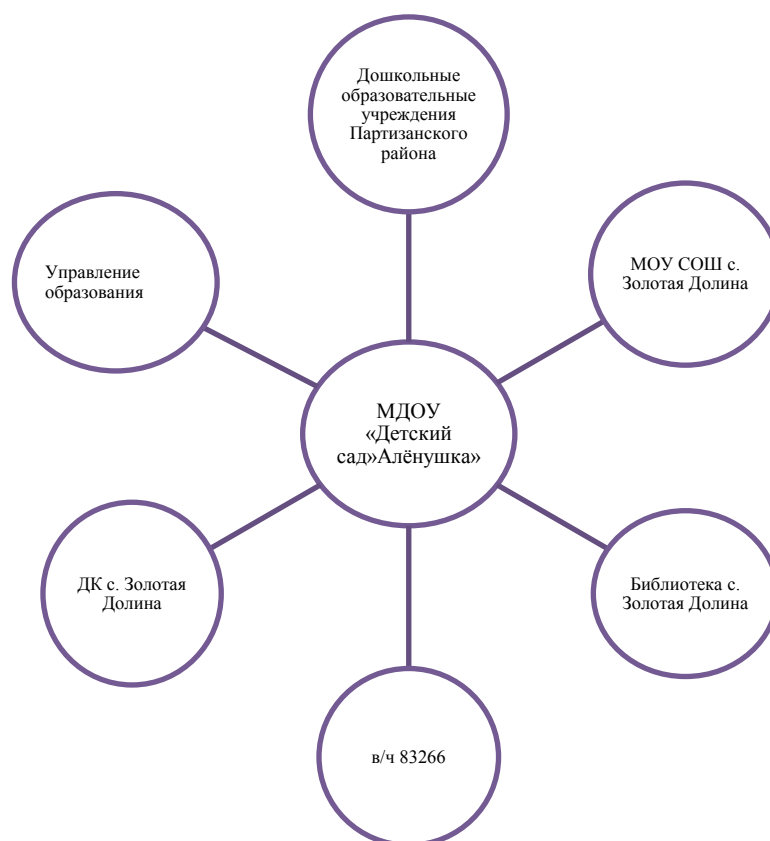 Дошкольные
образовательные
учреждения
Партизанского
района
Управление
образования
МОУ СОШ с.
Золотая Долина
МДОУ
«Детский
сад»Алёнушка»
ДК с. Золотая
Долина
Библиотека с.
Золотая Долина
в/ч 83266